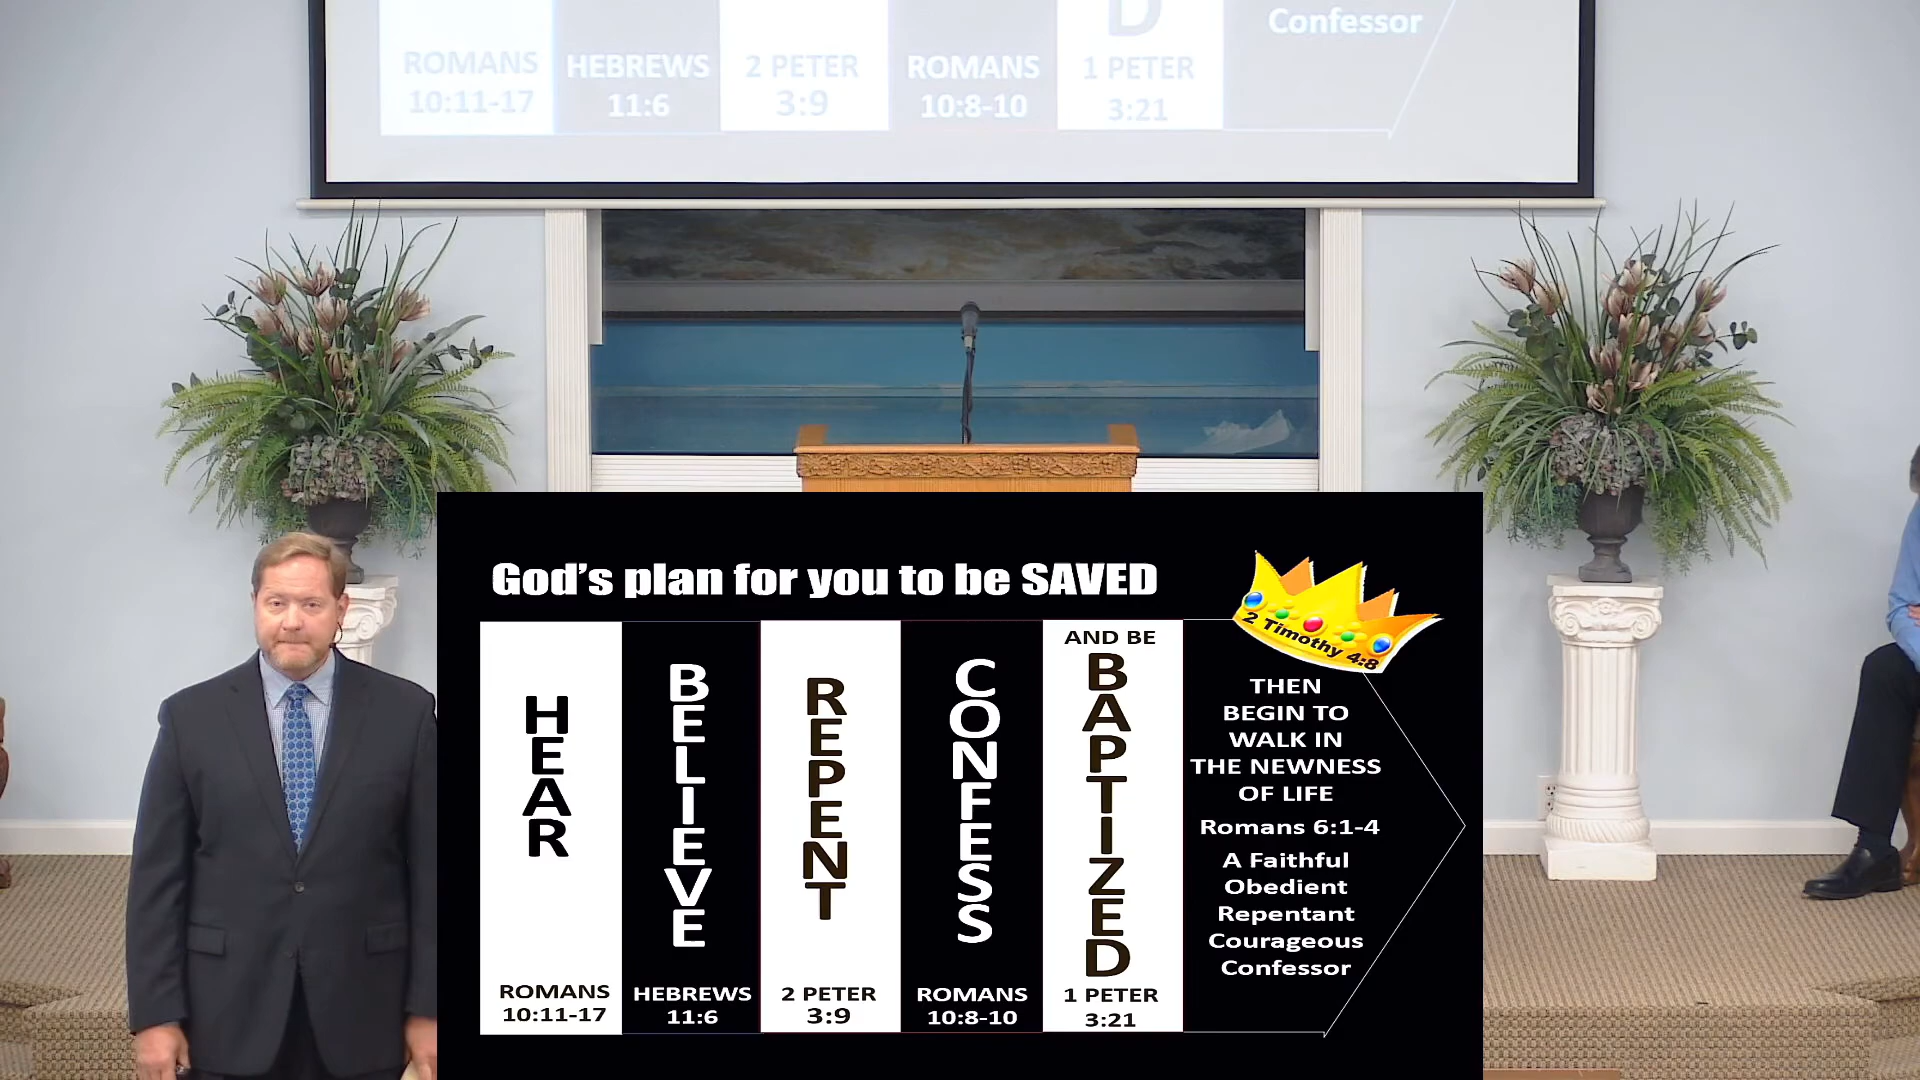 Confessor
ROMANS
10:11-17
HEBREWS
11:6
2 PETER
3:9
ROMANS
10:8-10
D
1 PETER
3:21
God's plan for you to be SAVED
2 Timothy 4:8
HEAR
ROMANS
10:11-17
BELIEVE
HEBREWS
11:6
REPENT
2 PETER
3:9
CONFESS
ROMANS
10:8-10
AND BE
BAPTIZED
1 PETER
3:21
THEN
BEGIN TO
WALK IN
THE NEWNESS
OF LIFE
Romans 6:1-4
A Faithful
Obedient
Repentant
Courageous
Confessor